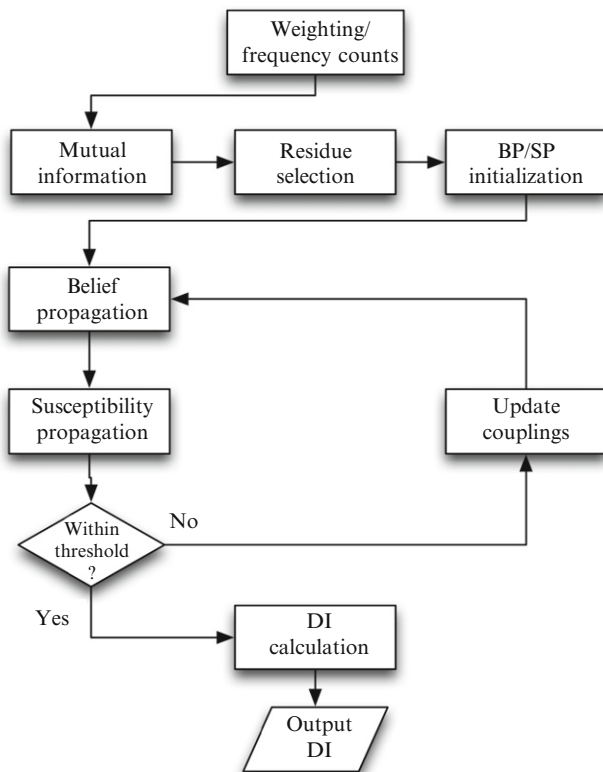 Weighting/
frequency counts
Mutual
information
Residue
selection
BP/SP
initialization
Belief
propagation
Susceptibility
propagation
Update
couplings
Within
threshold
?
No
Yes
DI
calculation
Output
DI